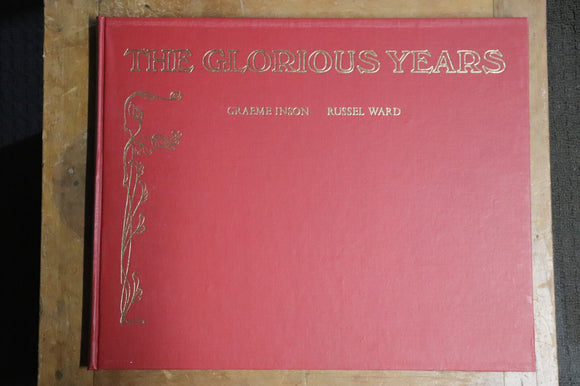 THE GLORIOUS YEARS
GRAEME INSON RUSSEL WARD